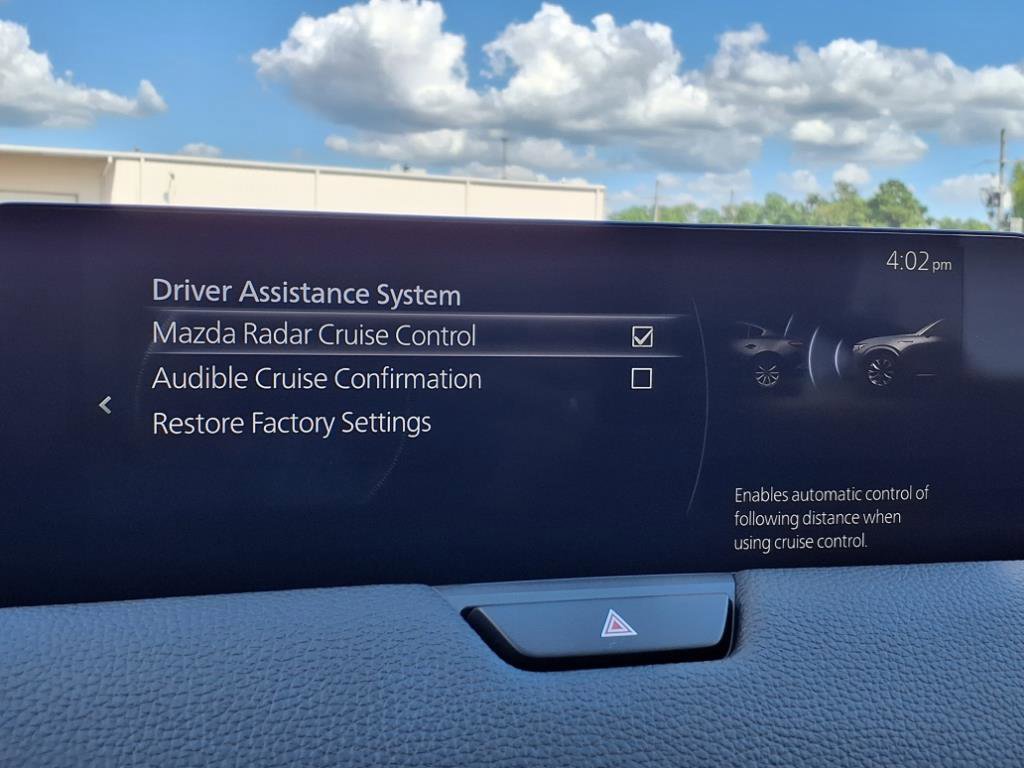 4:02 pm
Driver Assistance System
Mazda Radar Cruise Control
Audible Cruise Confirmation
Restore Factory Settings
Enables automatic control of
following distance when
using cruise control.